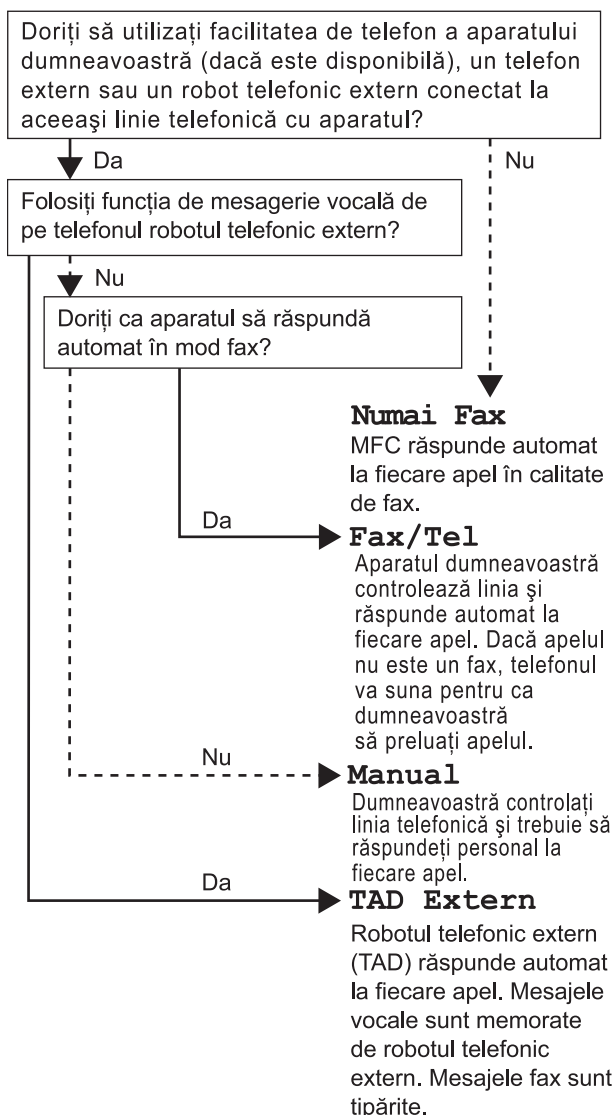 Doriți să utilizați facilitatea de telefon a aparatului
dumneavoastră (dacă este disponibilă), un telefon
extern sau un robot telefonic extern conectat la
aceeaşi linie telefonică cu aparatul?
Da
Nu
Folosiți funcția de mesagerie vocală de
pe telefonul robotul telefonic extern?
Nu
Doriți ca aparatul să răspundă
automat în mod fax?
Numai Fax
MFC răspunde automat
la fiecare apel în calitate
de fax.
Da
Fax/Tel
Aparatul dumneavoastră
controlează linia şi
răspunde automat la
fiecare apel. Dacă apelul
nu este un fax, telefonul
va suna pentru ca
dumneavoastră
să preluați apelul.
Nu
Manual
Dumneavoastră controlați
linia telefonică şi trebuie să
răspundeți personal la
fiecare apel.
Da
TAD Extern
Robotul telefonic extern
(TAD) răspunde automat
la fiecare apel. Mesajele
vocale sunt memorate
de robotul telefonic
extern. Mesajele fax sunt
tipărite.